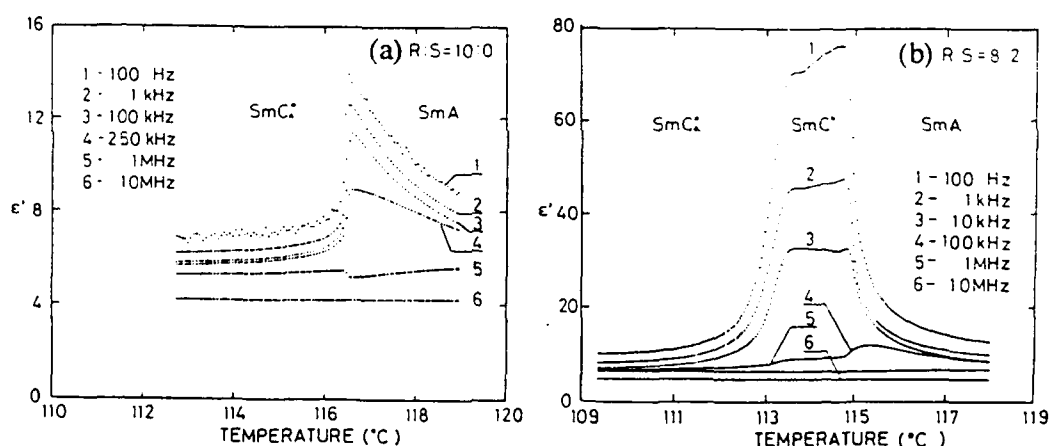 16
12
8
4
0
ε'
(a) R:S=10:0
1 - 100 Hz
2 - 1 kHz
3 - 100 kHz
4 - 250 kHz
5 - 1MHz
6 - 10MHz
SmA
1
2
3
4
5
6
110 112 114 116 118 120
TEMPERATURE (°C)
80
60
40
20
0
ε'
(b) R S=8 2
SmC* SmA
1 - 100 Hz
2 - 1 kHz
3 - 10 kHz
4 - 100 kHz
5 - 1MHz
6 - 10MHz
1
2
3
4
5
6
109 111 113 115 117 119
TEMPERATURE (°C)